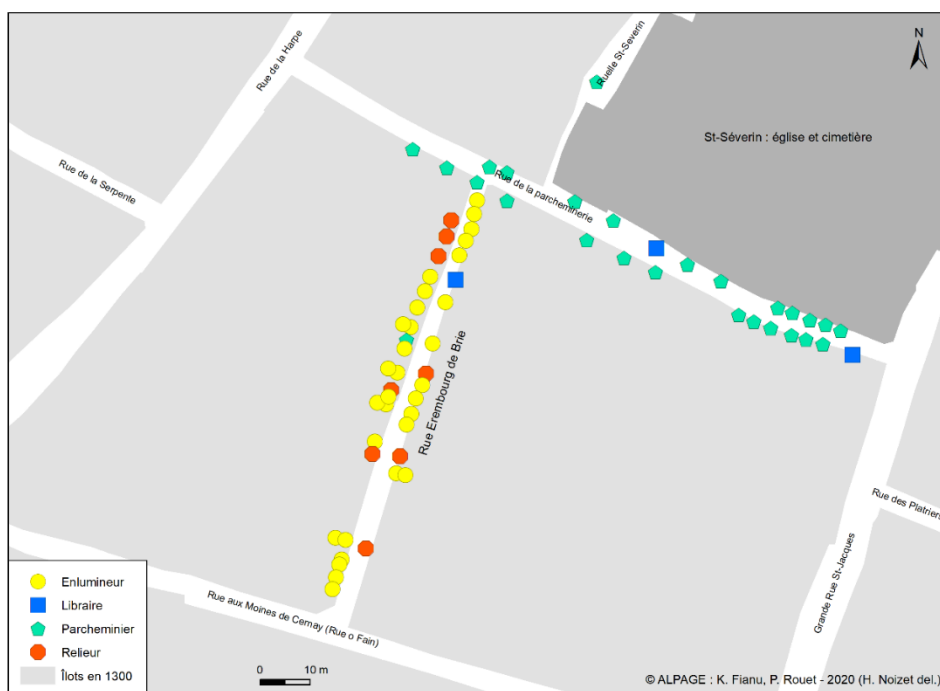 Rue de la Harpe
Ruelle St-Severin
N
St-Séverin : église et cimetière
Rue de la Serpente
Rue de la parcheminerie
Rue Erembourg de Brie
Rue des Platriers
Grande Rue St-Jacques
Rue aux Moines de Cernay (Rue o Fain)
Enlumineur
Libraire
Parcheminier
Relieur
Îlots en 1300
0 10 m
© ALPAGE : K. Fianu, P. Rouet - 2020 (H. Noizet del.)